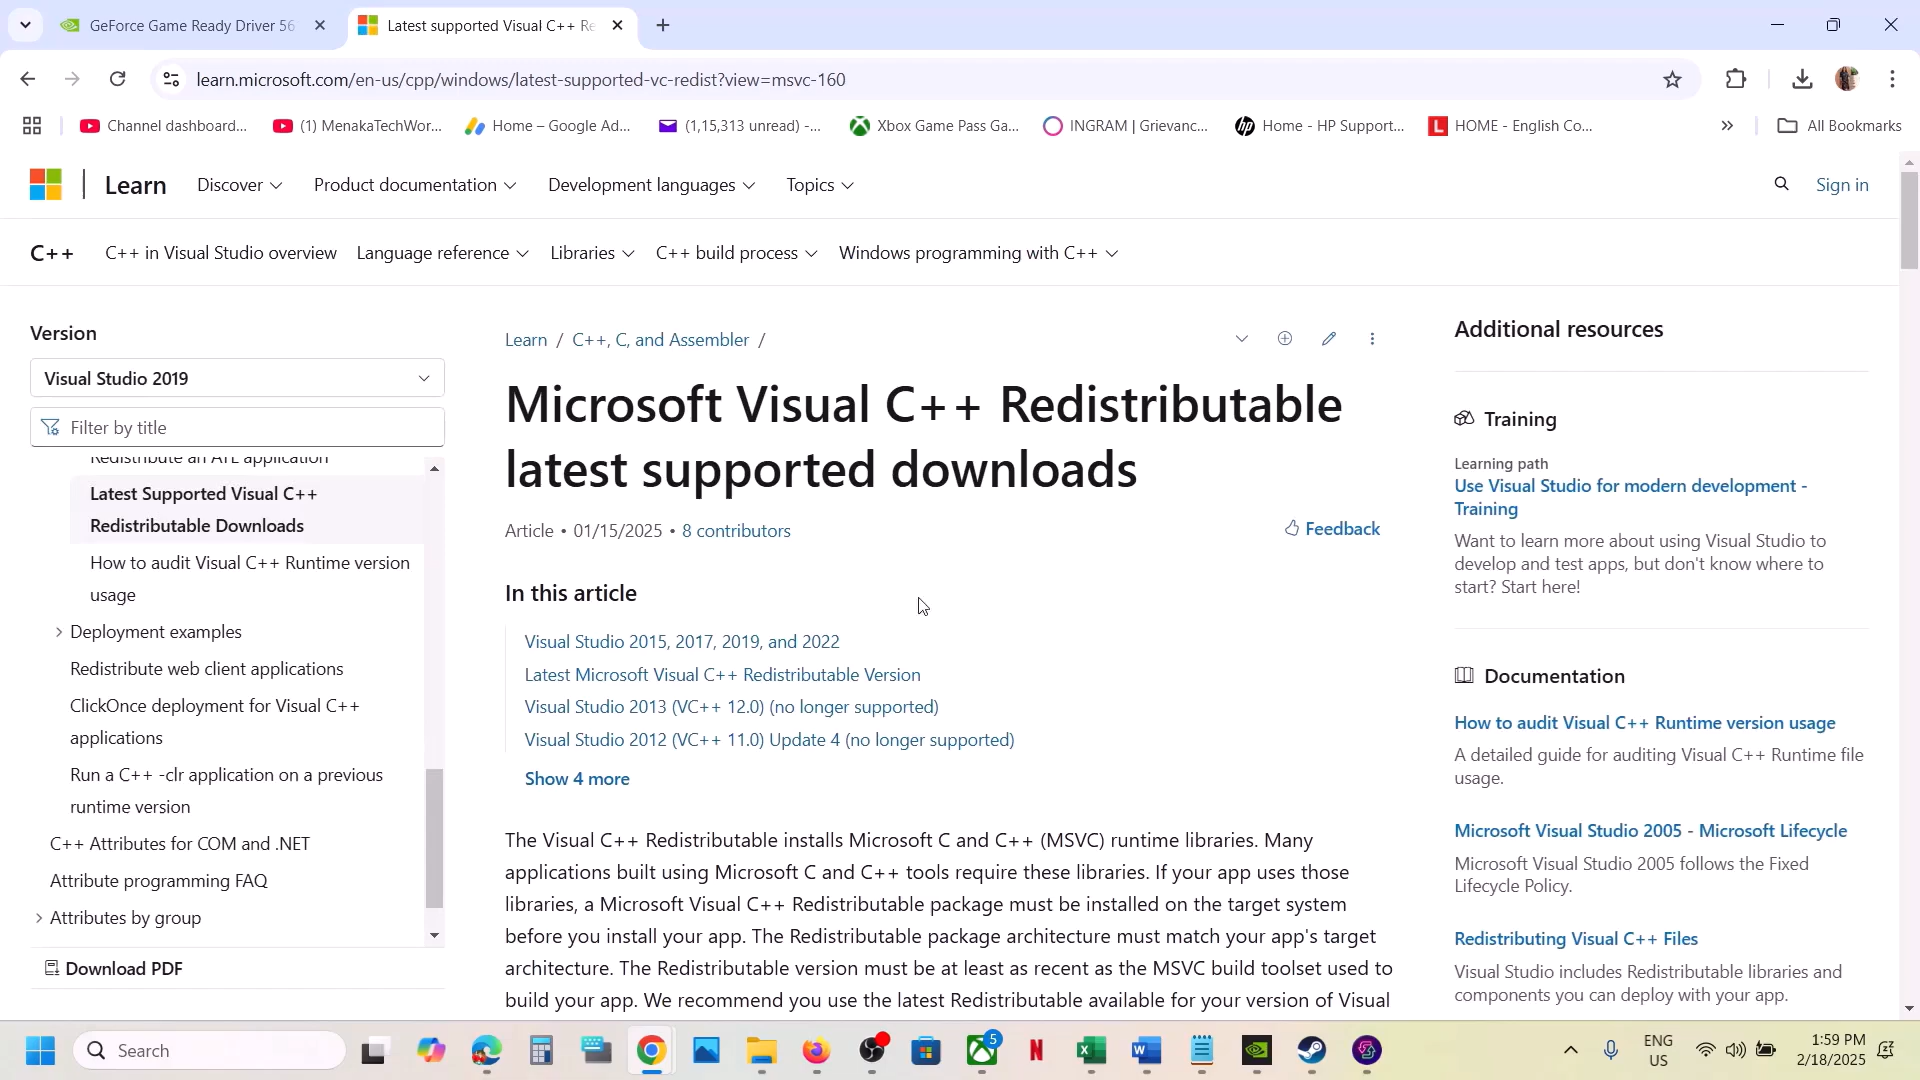 GeForce Game Ready Driver 56
Latest supported Visual C++ Re
learn.microsoft.com/en-us/cpp/windows/latest-supported-vc-redist?view=msvc-160
Channel dashboard...
(1) MenakaTechWor...
Home – Google Ad...
(1,15,313 unread) -...
Xbox Game Pass Ga...
INGRAM | Grievanc...
Home - HP Support...
HOME - English Co...
All Bookmarks
Learn
Discover
Product documentation
Development languages
Topics
Sign in
C++
C++ in Visual Studio overview
Language reference
Libraries
C++ build process
Windows programming with C++
Version
Visual Studio 2019
Filter by title
Redistribute an ATL application
Latest Supported Visual C++
Redistributable Downloads
How to audit Visual C++ Runtime version
usage
Deployment examples
Redistribute web client applications
ClickOnce deployment for Visual C++
applications
Run a C++ -clr application on a previous
runtime version
C++ Attributes for COM and .NET
Attribute programming FAQ
Attributes by group
Download PDF
Learn / C++, C, and Assembler /
Microsoft Visual C++ Redistributable
latest supported downloads
Article • 01/15/2025 • 8 contributors
Feedback
In this article
Visual Studio 2015, 2017, 2019, and 2022
Latest Microsoft Visual C++ Redistributable Version
Visual Studio 2013 (VC++ 12.0) (no longer supported)
Visual Studio 2012 (VC++ 11.0) Update 4 (no longer supported)
Show 4 more
The Visual C++ Redistributable installs Microsoft C and C++ (MSVC) runtime libraries. Many
applications built using Microsoft C and C++ tools require these libraries. If your app uses those
libraries, a Microsoft Visual C++ Redistributable package must be installed on the target system
before you install your app. The Redistributable package architecture must match your app's target
architecture. The Redistributable version must be at least as recent as the MSVC build toolset used to
build your app. We recommend you use the latest Redistributable available for your version of Visual
Additional resources
Training
Learning path
Use Visual Studio for modern development -
Training
Want to learn more about using Visual Studio to
develop and test apps, but don't know where to
start? Start here!
Documentation
How to audit Visual C++ Runtime version usage
A detailed guide for auditing Visual C++ Runtime file
usage.
Microsoft Visual Studio 2005 - Microsoft Lifecycle
Microsoft Visual Studio 2005 follows the Fixed
Lifecycle Policy.
Redistributing Visual C++ Files
Visual Studio includes Redistributable libraries and
components you can deploy with your app.
Search
5
ENG
US
1:59 PM
2/18/2025